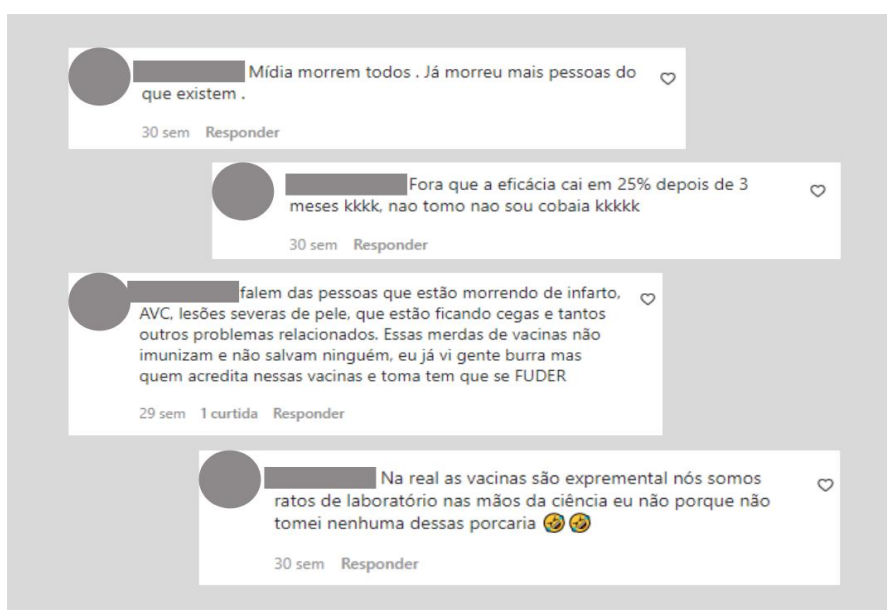 Mídia morrem todos . Já morreu mais pessoas do
que existem .
30 sem Responder
Fora que a eficácia cai em 25% depois de 3
meses kkkk, nao tomo nao sou cobaia kkkkk
30 sem Responder
falem das pessoas que estão morrendo de infarto,
AVC, lesões severas de pele, que estão ficando cegas e tantos
outros problemas relacionados. Essas merdas de vacinas não
imunizam e não salvam ninguém, eu já vi gente burra mas
quem acredita nessas vacinas e toma tem que se FUDER
29 sem 1 curtida Responder
Na real as vacinas são expremental nós somos
ratos de laboratório nas mãos da ciência eu não porque não
tomei nenhuma dessas porcaria 🤣🤣
30 sem Responder